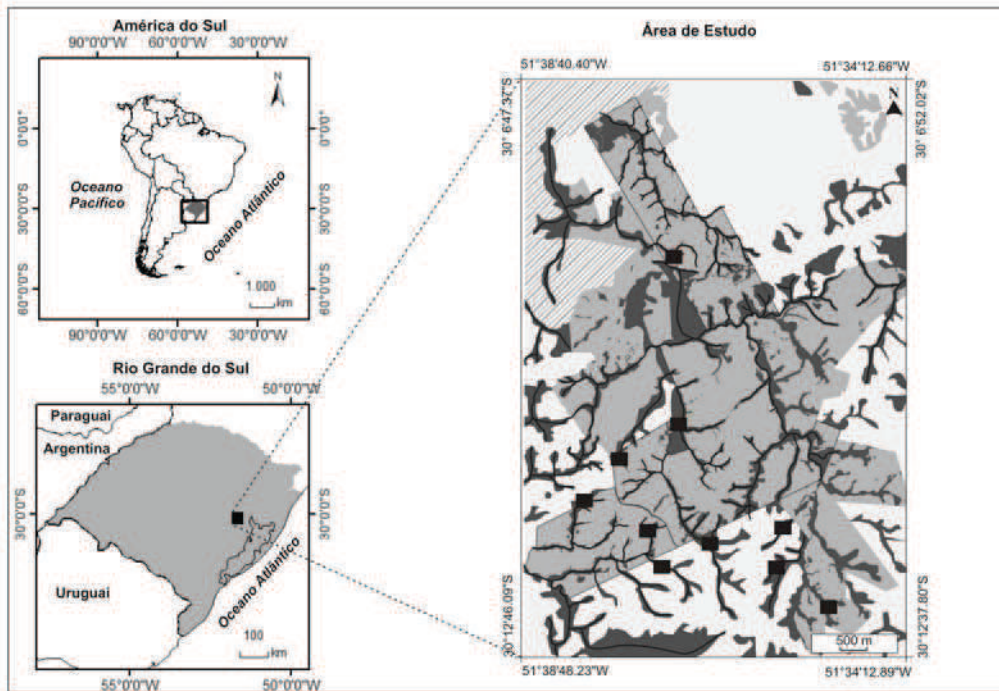 América do Sul
90°0'0"W 60°0'0"W 30°0'0"W
N
0°0'0"
0°0'0"
Oceano
Pacífico
Oceano Atlântico
30°0'0"S
30°0'0"S
60°0'0"S
60°0'0"S
1.000
km
90°0'0"W 60°0'0"W 30°0'0"W
Rio Grande do Sul
55°0'0"W 50°0'0"W
Paraguai
Argentina
30°0'0"S
30°0'0"S
Uruguai
Oceano Atlântico
100
km
55°0'0"W 50°0'0"W
Área de Estudo
51°38'40.40"W 51°34'12.66"W
30° 6'47.37"S
30° 6'52.02"S
N
30°12'46.09"S
30°12'37.80"S
500 m
51°38'48.23"W 51°34'12.89"W